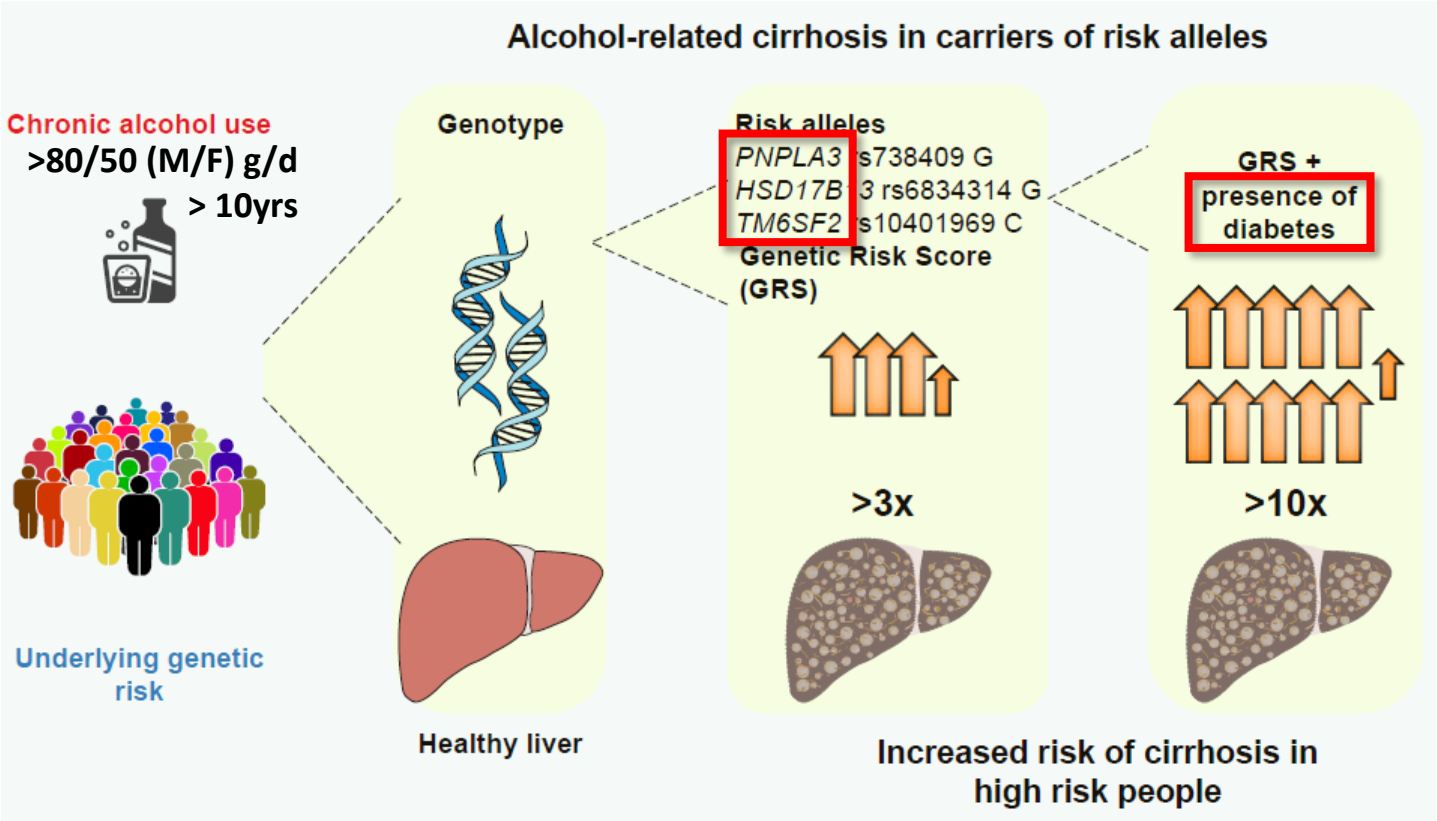 Alcohol-related cirrhosis in carriers of risk alleles
Chronic alcohol use
>80/50 (M/F) g/d
> 10yrs
Underlying genetic
risk
Genotype
Healthy liver
Risk alleles
PNPLA3 rs738409 G
HSD17B13 rs6834314 G
TM6SF2 rs10401969 C
Genetic Risk Score
(GRS)
>3x
GRS +
presence of
diabetes
>10x
Increased risk of cirrhosis in
high risk people